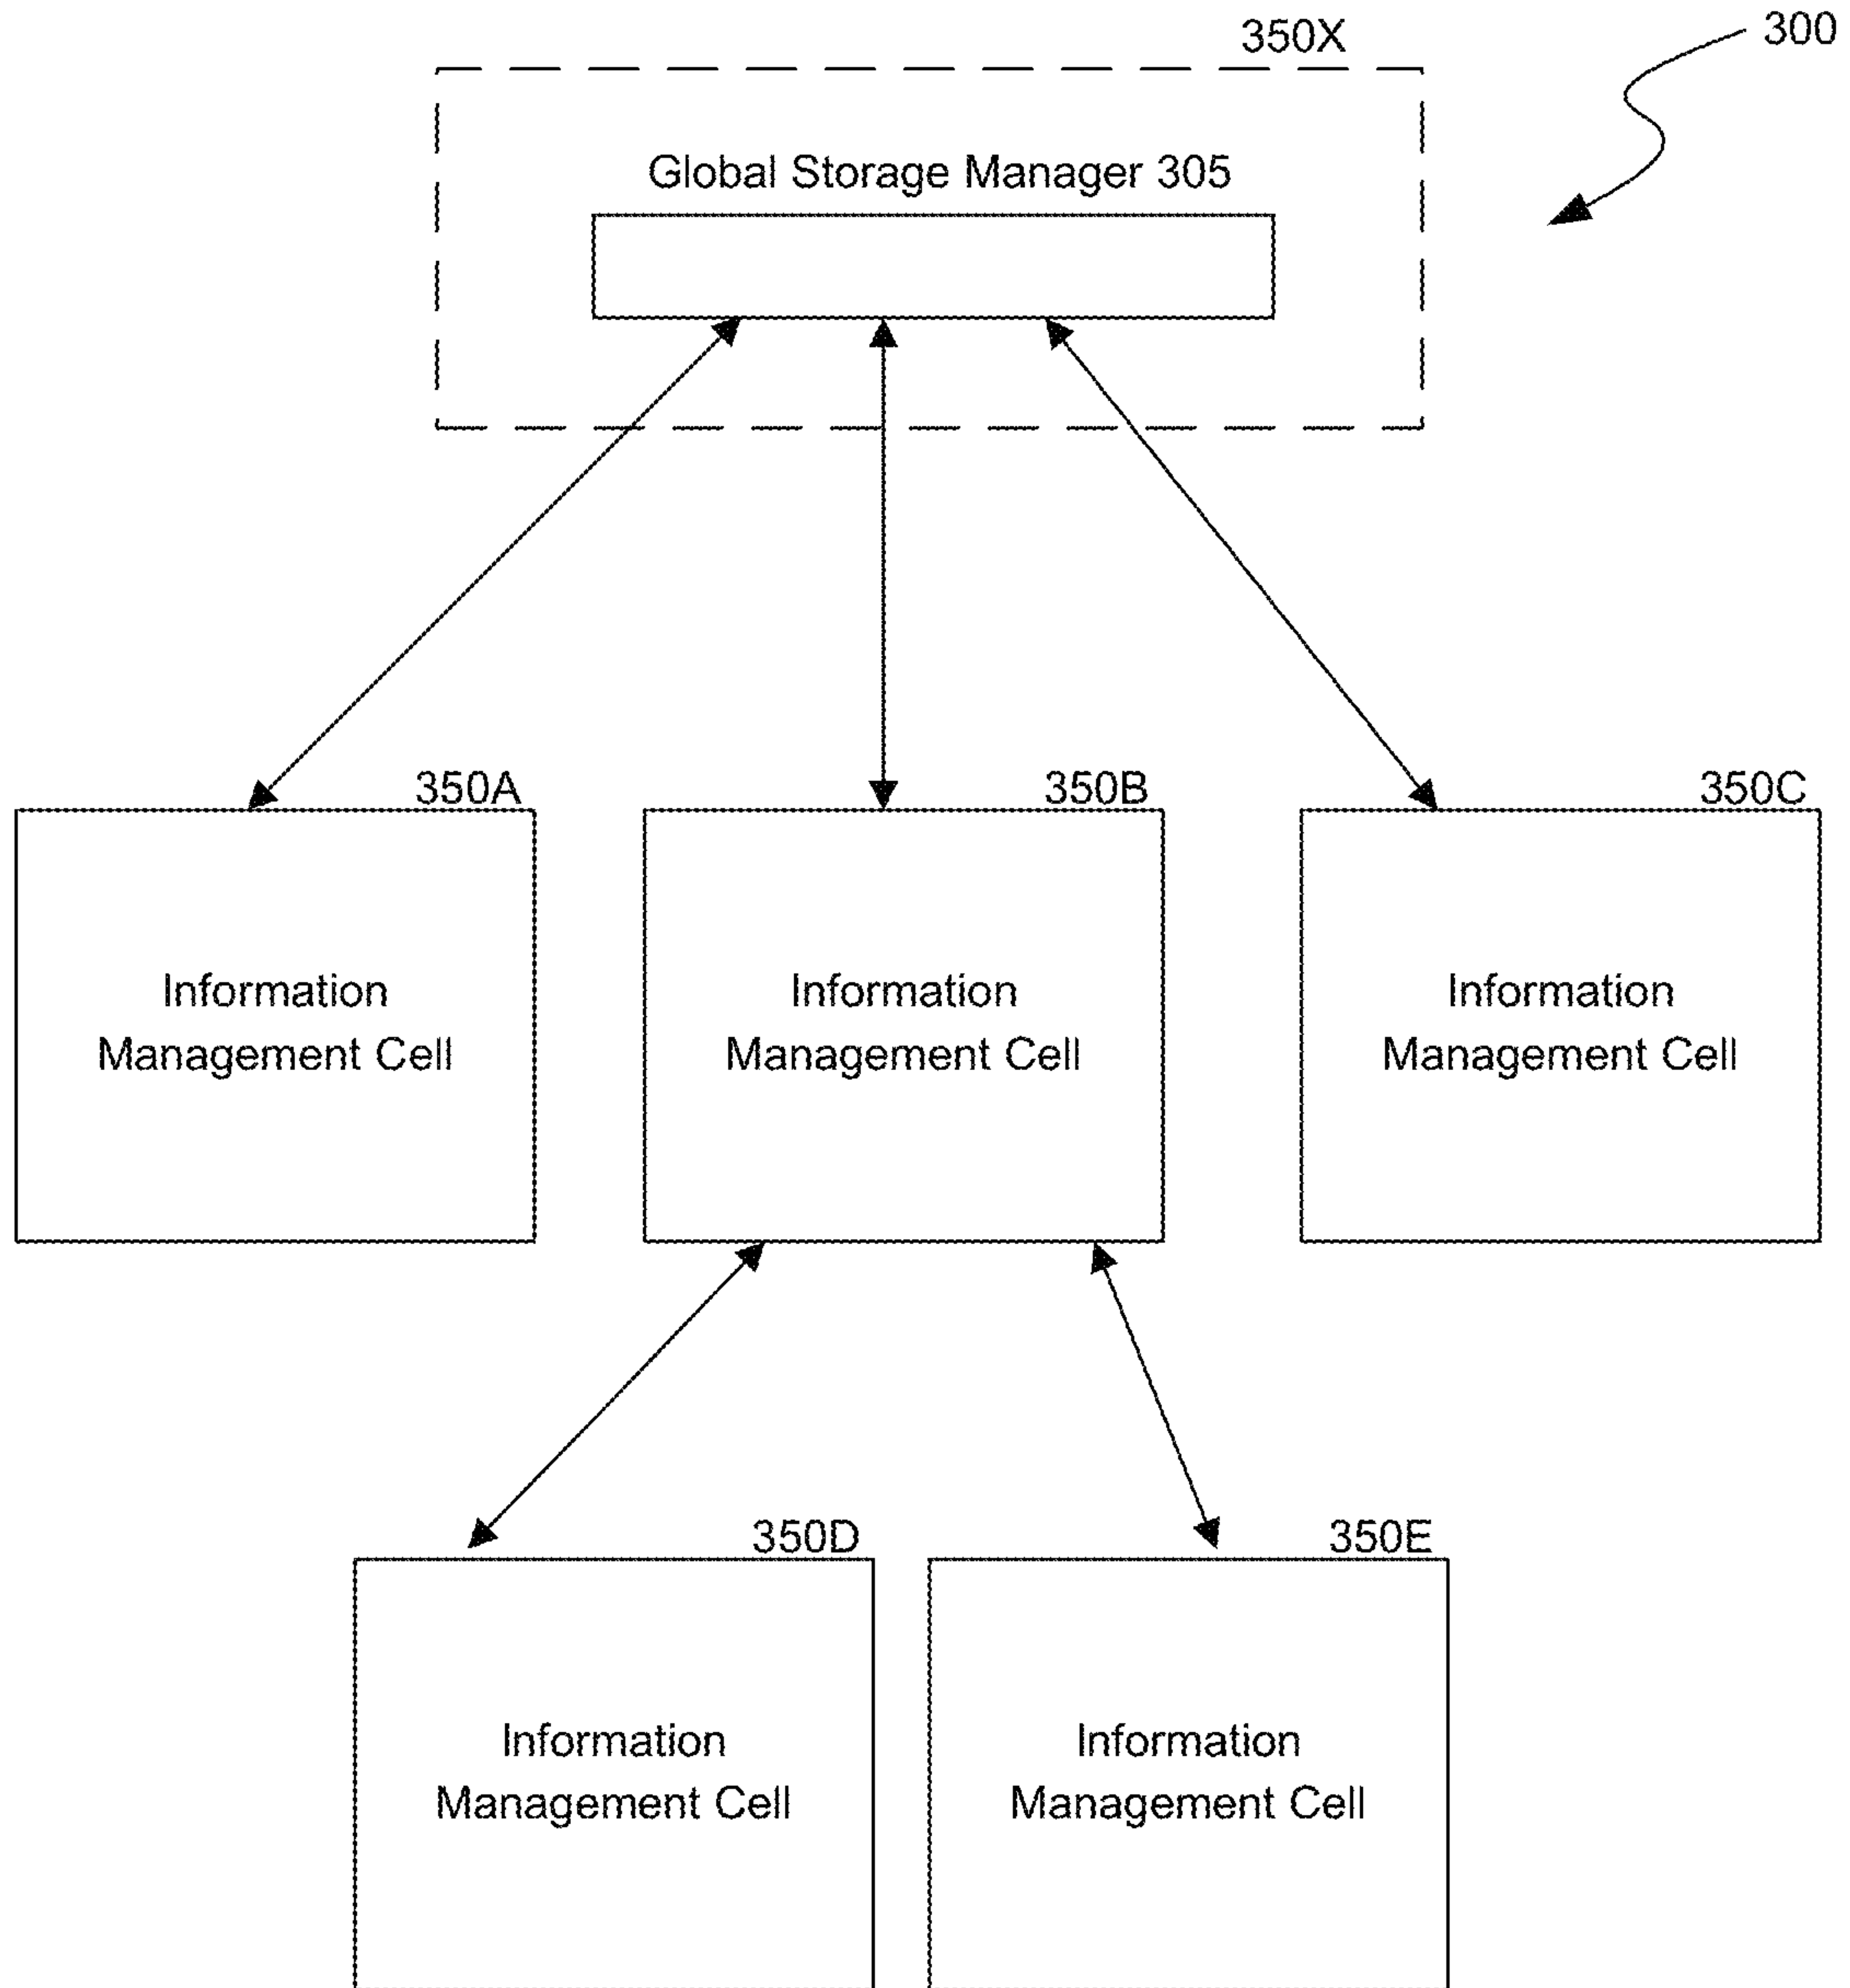 350X
300
Global Storage Manager 305
350A
350B
350C
Information
Management Cell
Information
Management Cell
Information
Management Cell
350D
350E
Information
Management Cell
Information
Management Cell